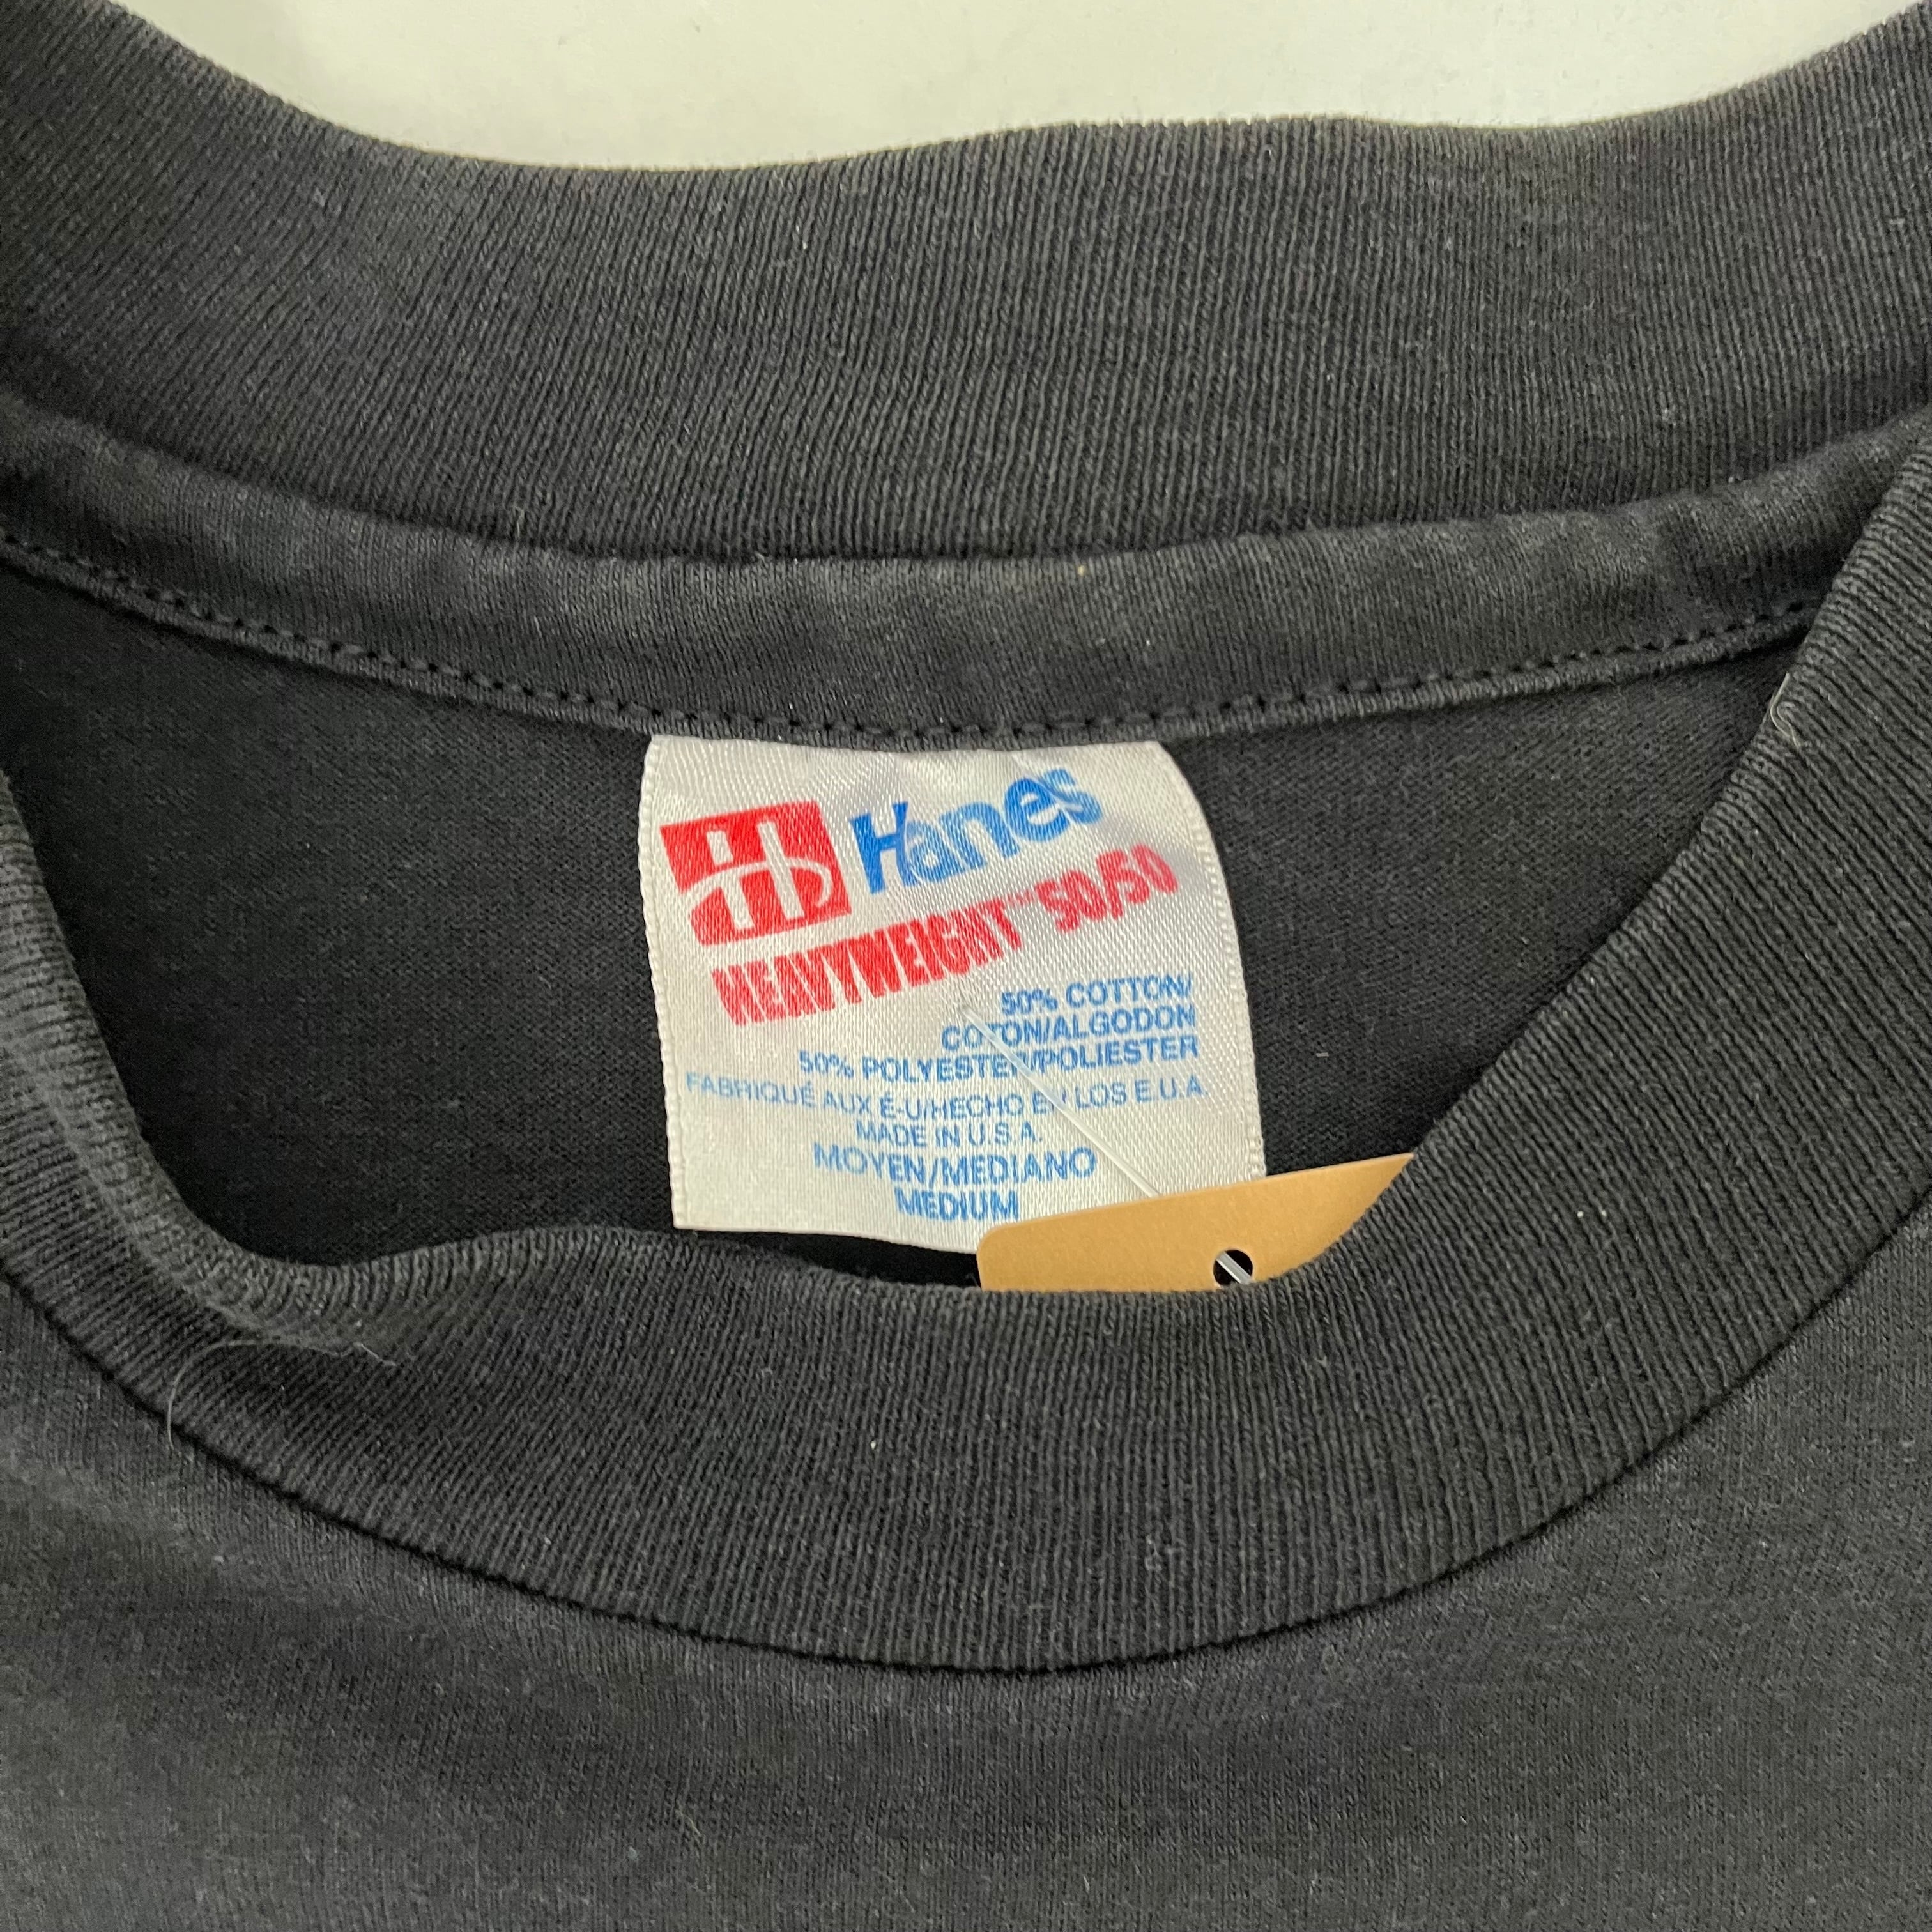 Hanes
HEAVYWEIGHT™ 50/50
50% COTTON/
COTON/ALGODON
50% POLYESTER/POLIESTER
FABRIQUÉ AUX É-U/HECHO EN LOS E.U.A.
MADE IN U.S.A.
MOYEN/MEDIANO
MEDIUM